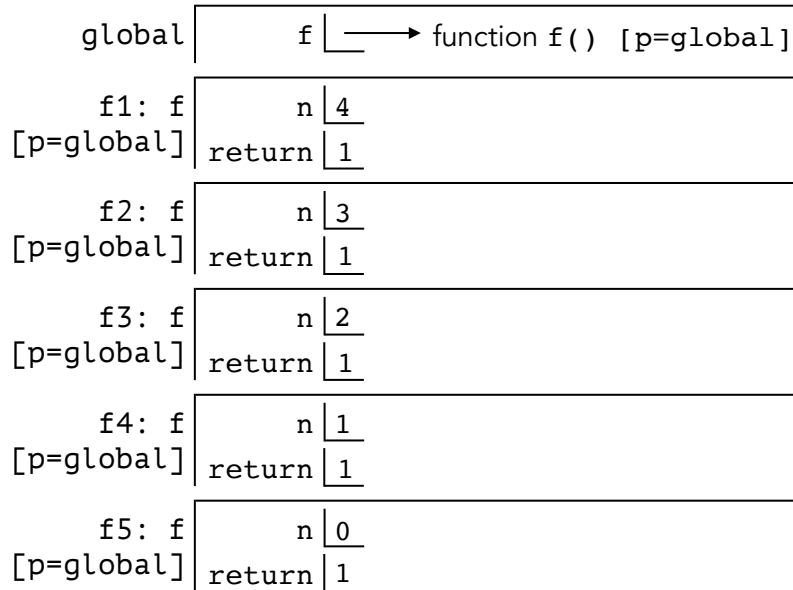 global f function f() [p=global]
f1: f n 4
[p=global] return 1
f2: f n 3
[p=global] return 1
f3: f n 2
[p=global] return 1
f4: f n 1
[p=global] return 1
f5: f n 0
[p=global] return 1